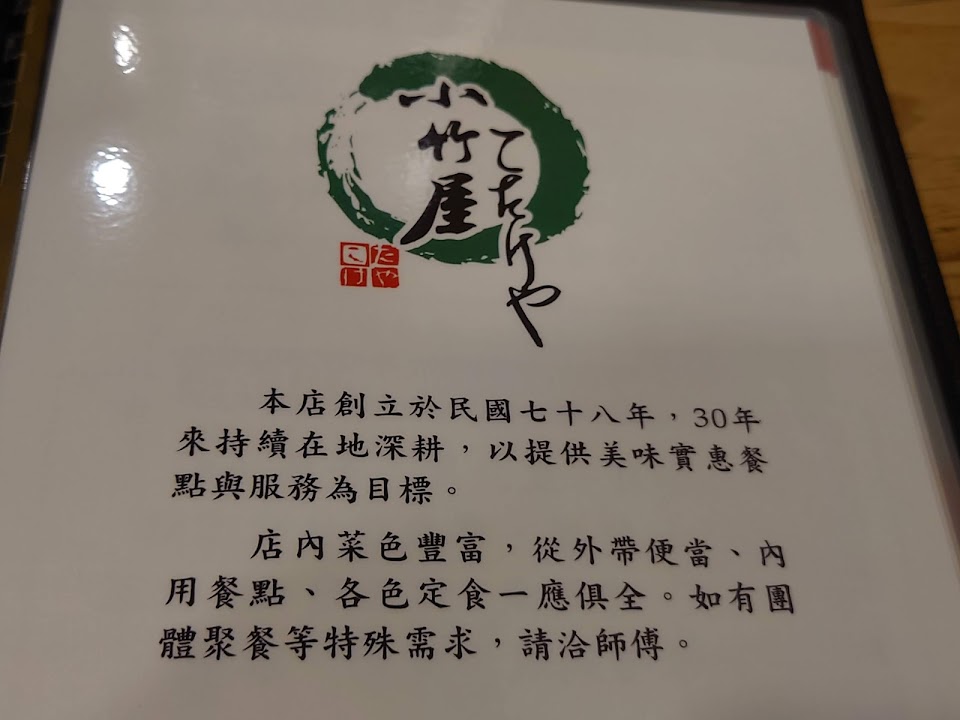 小竹屋
こたけや
こけ
たや
本店創立於民國七十八年，30年
來持續在地深耕，以提供美味實惠餐
點與服務為目標。
店內菜色豐富，從外帶便當、內
用餐點、各色定食一應俱全。如有團
體聚餐等特殊需求，請洽師傅。